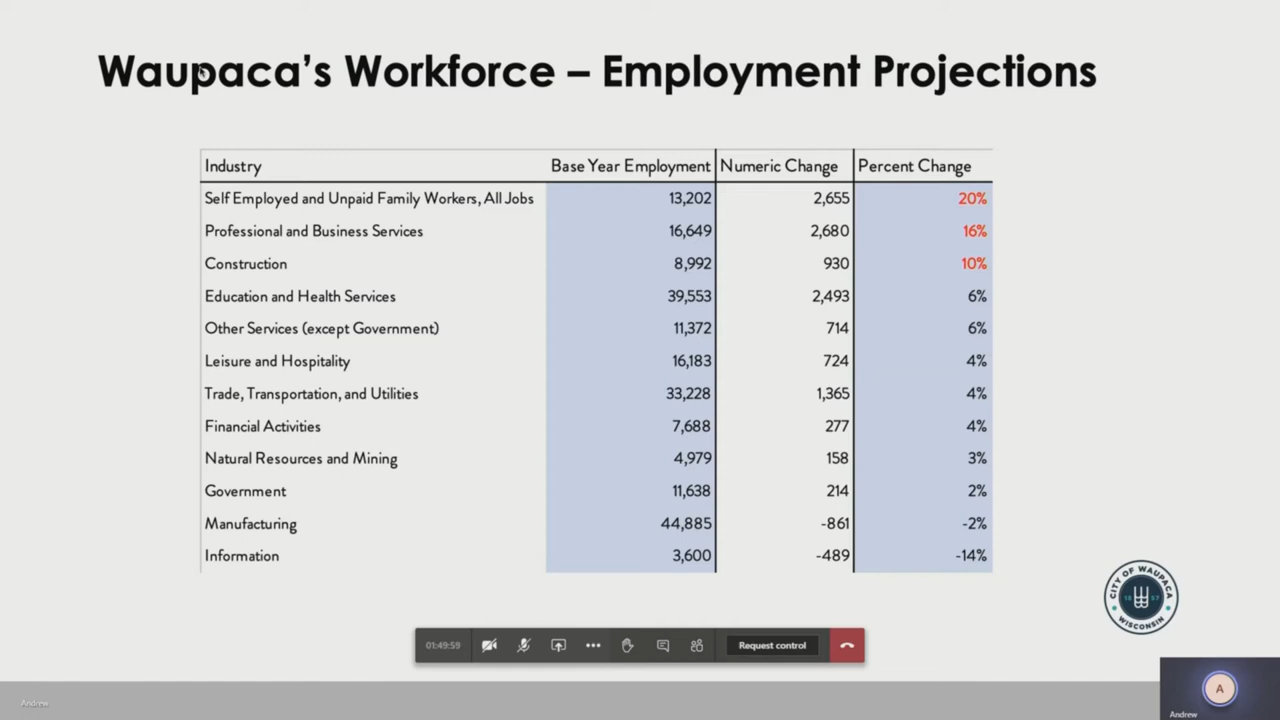 Waupaca's Workforce – Employment Projections
Industry Base Year Employment Numeric Change Percent Change
Self Employed and Unpaid Family Workers, All Jobs 13,202 2,655 20%
Professional and Business Services 16,649 2,680 16%
Construction 8,992 930 10%
Education and Health Services 39,553 2,493 6%
Other Services (except Government) 11,372 714 6%
Leisure and Hospitality 16,183 724 4%
Trade, Transportation, and Utilities 33,228 1,365 4%
Financial Activities 7,688 277 4%
Natural Resources and Mining 4,979 158 3%
Government 11,638 214 2%
Manufacturing 44,885 -861 -2%
Information 3,600 -489 -14%
CITY OF WAUPACA
18 57
WISCONSIN
01:49:59 Request control
A
Andrew
Andrew